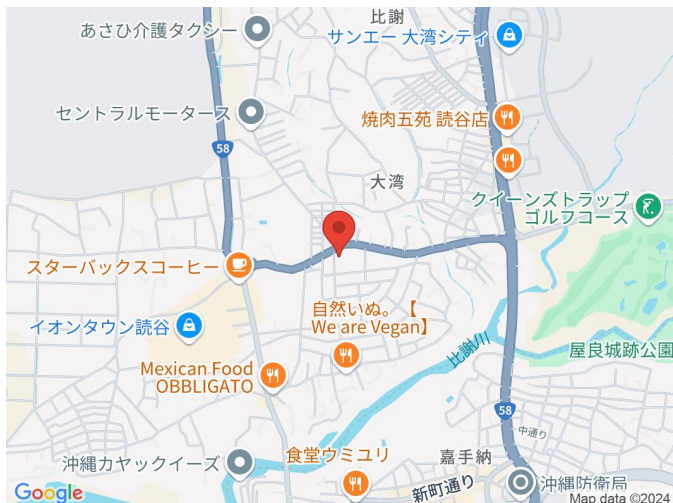 比謝
あさひ介護タクシー
サンエー 大湾シティ
セントラルモータース
焼肉五苑 読谷店
58
大湾
クイーンズトラップ
ゴルフコース
スターバックスコーヒー
自然いぬ。【
We are Vegan】
イオンタウン読谷
比謝川
屋良城跡公園
Mexican Food
OBBLIGATO
58
中通り
嘉手納
沖縄カヤックイーズ
食堂ウミユリ
新町通り
沖縄防衛局
Google
Map data ©2024